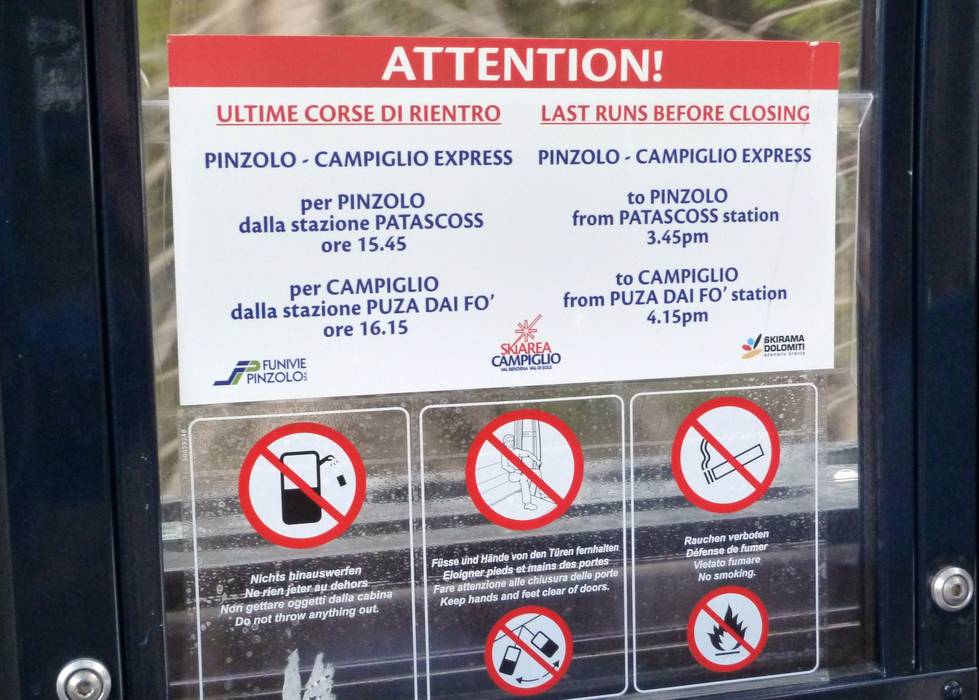 ATTENTION!
ULTIME CORSE DI RIENTRO
PINZOLO - CAMPIGLIO EXPRESS
per PINZOLO
dalla stazione PATASCOSS
ore 15.45
per CAMPIGLIO
dalla stazione PUZA DAI FO'
ore 16.15
LAST RUNS BEFORE CLOSING
PINZOLO - CAMPIGLIO EXPRESS
to PINZOLO
from PATASCOSS station
3.45pm
to CAMPIGLIO
from PUZA DAI FO' station
4.15pm
FUNIVIE
PINZOLO
SKIAREA
CAMPIGLIO
VAL RENDENA VAL DI SOLE
SKIRAMA
DOLOMITI
Nichts hinauswerfen
Ne rien jeter au dehors
Non gettare oggetti dalla cabina
Do not throw anything out.
Füsse und Hände von den Türen fernhalten
Eloigner pieds et mains des portes
Fare attenzione alle chiusura delle porte
Keep hands and feet clear of doors.
Rauchen verboten
Défense de fumer
Vietato fumare
No smoking.